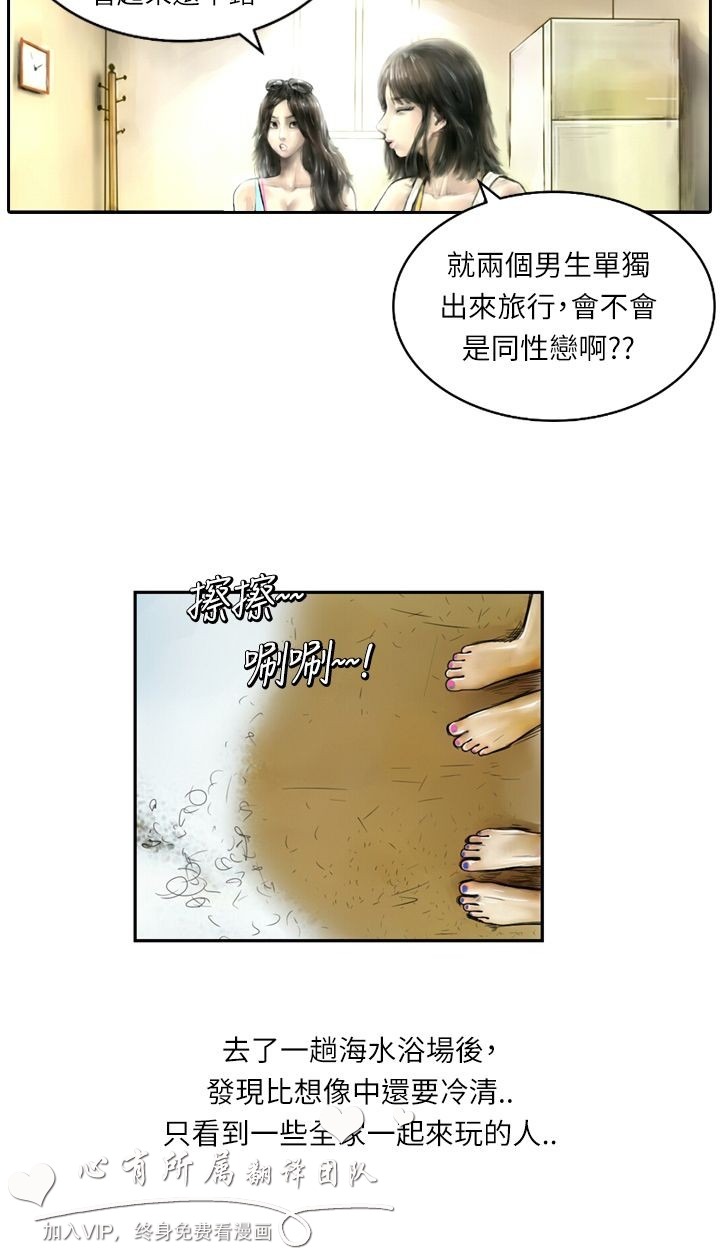 就兩個男生單獨
出來旅行，會不會
是同性戀啊??
擦擦~~
唰唰~~!
去了一趟海水浴場後，
發現比想像中還要冷清..
只看到一些全家一起來玩的人..
心有所属翻译团队
加入VIP，终身免费看漫画